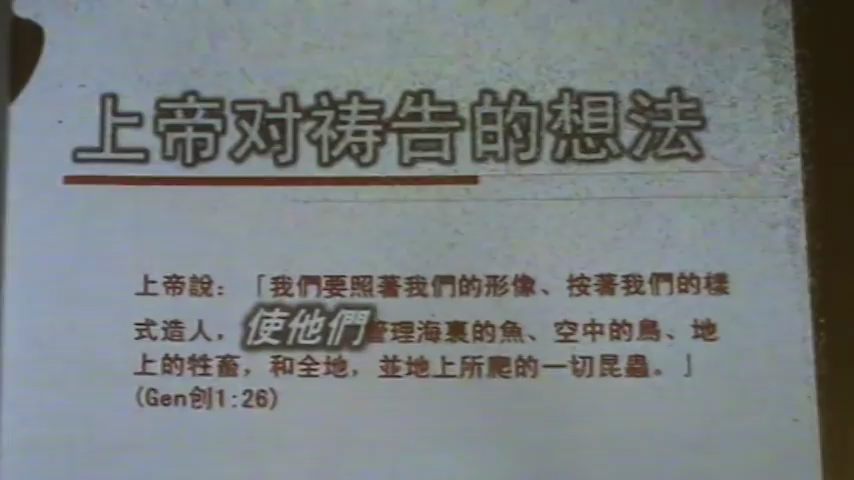 上帝对祷告的想法
上帝說：「我們要照著我們的形像、按著我們的樣
式造人，使他們管理海裏的魚、空中的鳥、地
上的牲畜，和全地，並地上所爬的一切昆蟲。」
(Gen创1:26)